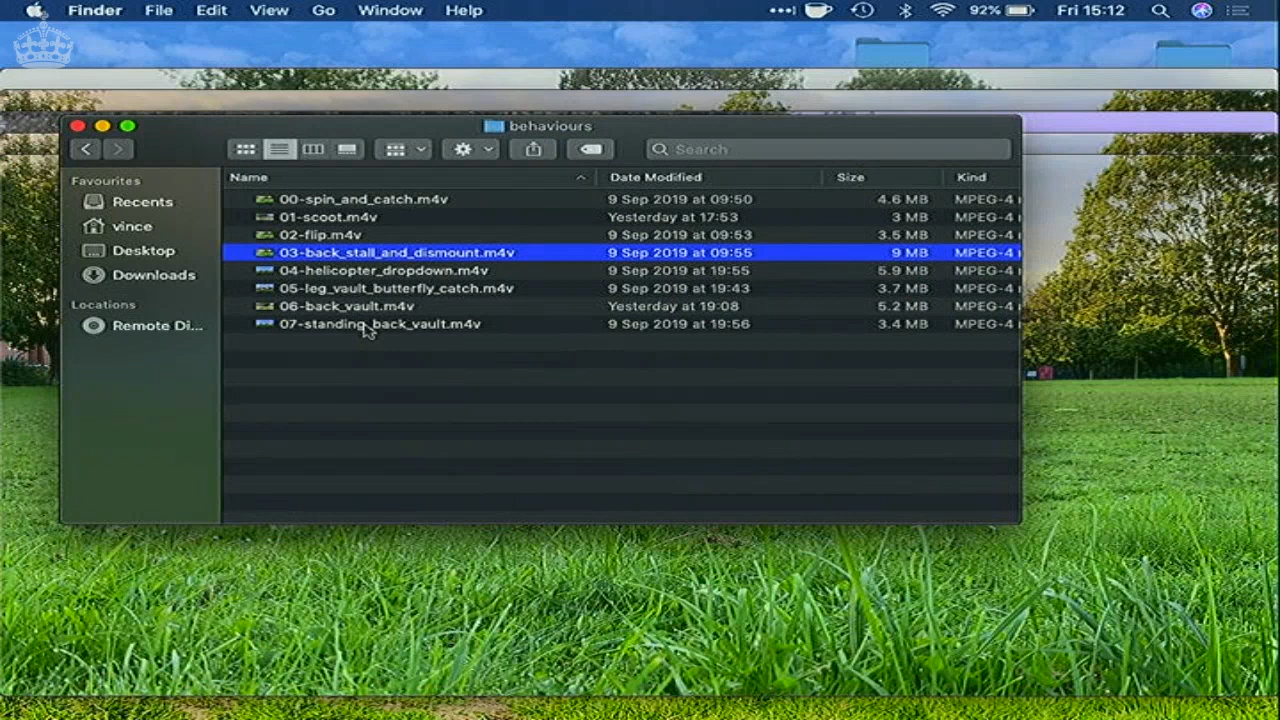 Finder File Edit View Go Window Help 92% Fri 15:12
behaviours
Search
Favourites
Recents
vince
Desktop
Downloads
Locations
Remote Di...
Name Date Modified Size Kind
00-spin_and_catch.m4v 9 Sep 2019 at 09:50 4.6 MB MPEG-4
01-scoot.m4v Yesterday at 17:53 3 MB MPEG-4
02-flip.m4v 9 Sep 2019 at 09:53 3.5 MB MPEG-4
03-back_stall_and_dismount.m4v 9 Sep 2019 at 09:55 9 MB MPEG-4
04-helicopter_dropdown.m4v 9 Sep 2019 at 19:55 5.9 MB MPEG-4
05-leg_vault_butterfly_catch.m4v 9 Sep 2019 at 19:43 3.7 MB MPEG-4
06-back_vault.m4v Yesterday at 19:08 5.2 MB MPEG-4
07-standing_back_vault.m4v 9 Sep 2019 at 19:56 3.4 MB MPEG-4